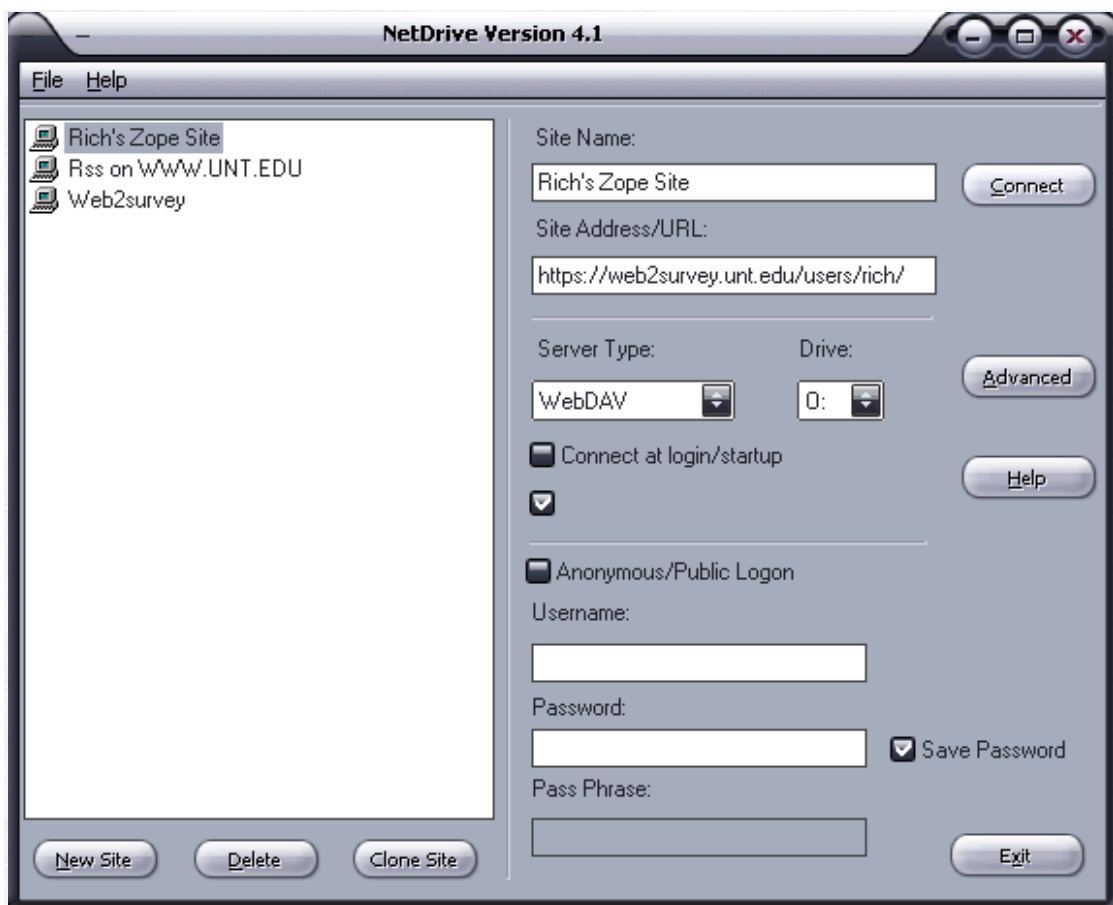 NetDrive Version 4.1
File Help
Rich's Zope Site
Rss on WWW.UNT.EDU
Web2survey
New Site Delete Clone Site
Site Name:
Rich's Zope Site
Connect
Site Address/URL:
https://web2survey.unt.edu/users/rich/
Server Type: Drive:
WebDAV O:
Advanced
Connect at login/startup
Help
Anonymous/Public Logon
Username:
Password:
Save Password
Pass Phrase:
Exit